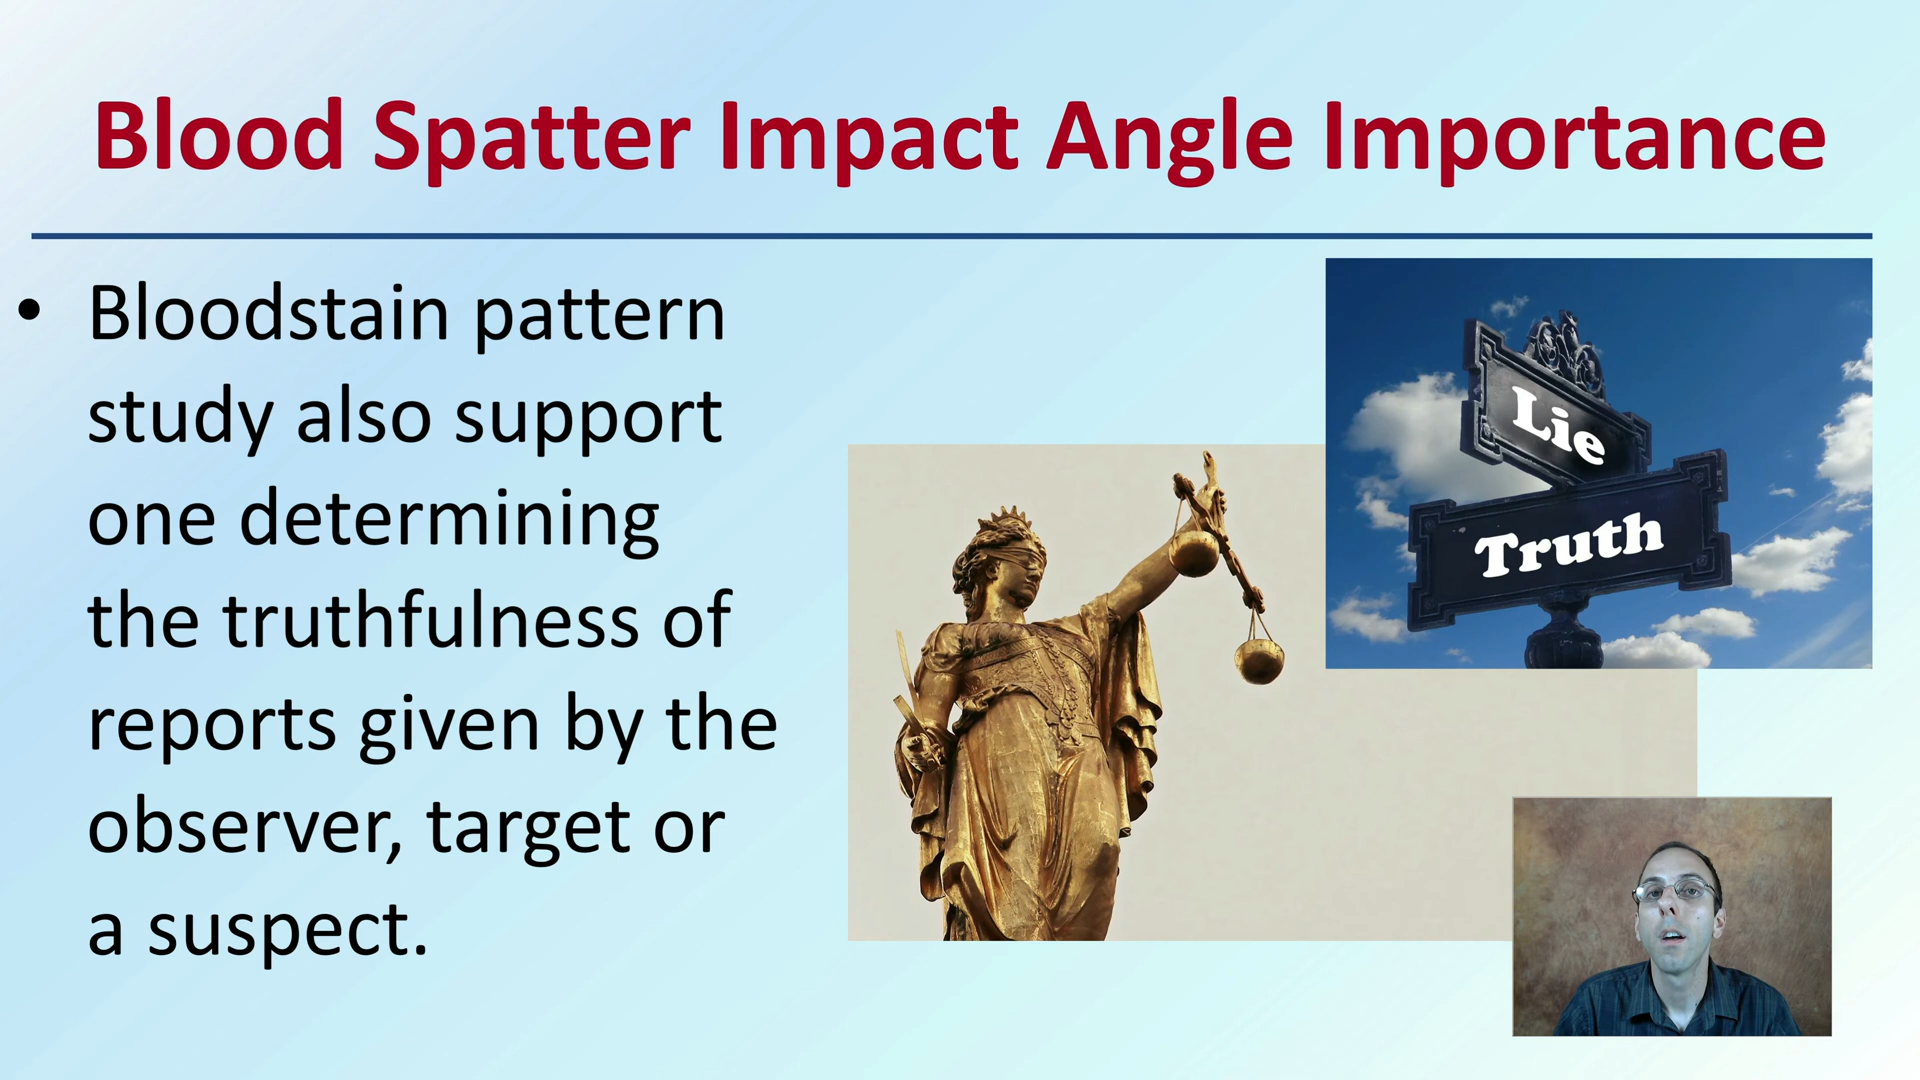 Blood Spatter Impact Angle Importance
• Bloodstain pattern
study also support
one determining
the truthfulness of
reports given by the
observer, target or
a suspect.
Lie
Truth